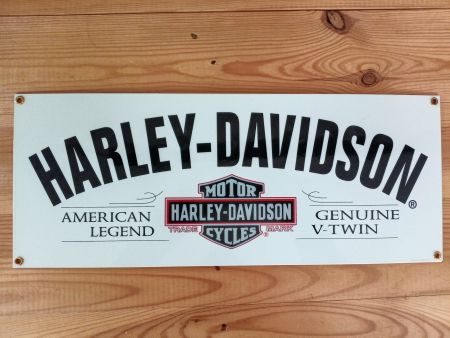 HARLEY-DAVIDSON®
AMERICAN
LEGEND
MOTOR
HARLEY-DAVIDSON
TRADE MARK
CYCLES®
GENUINE
V-TWIN